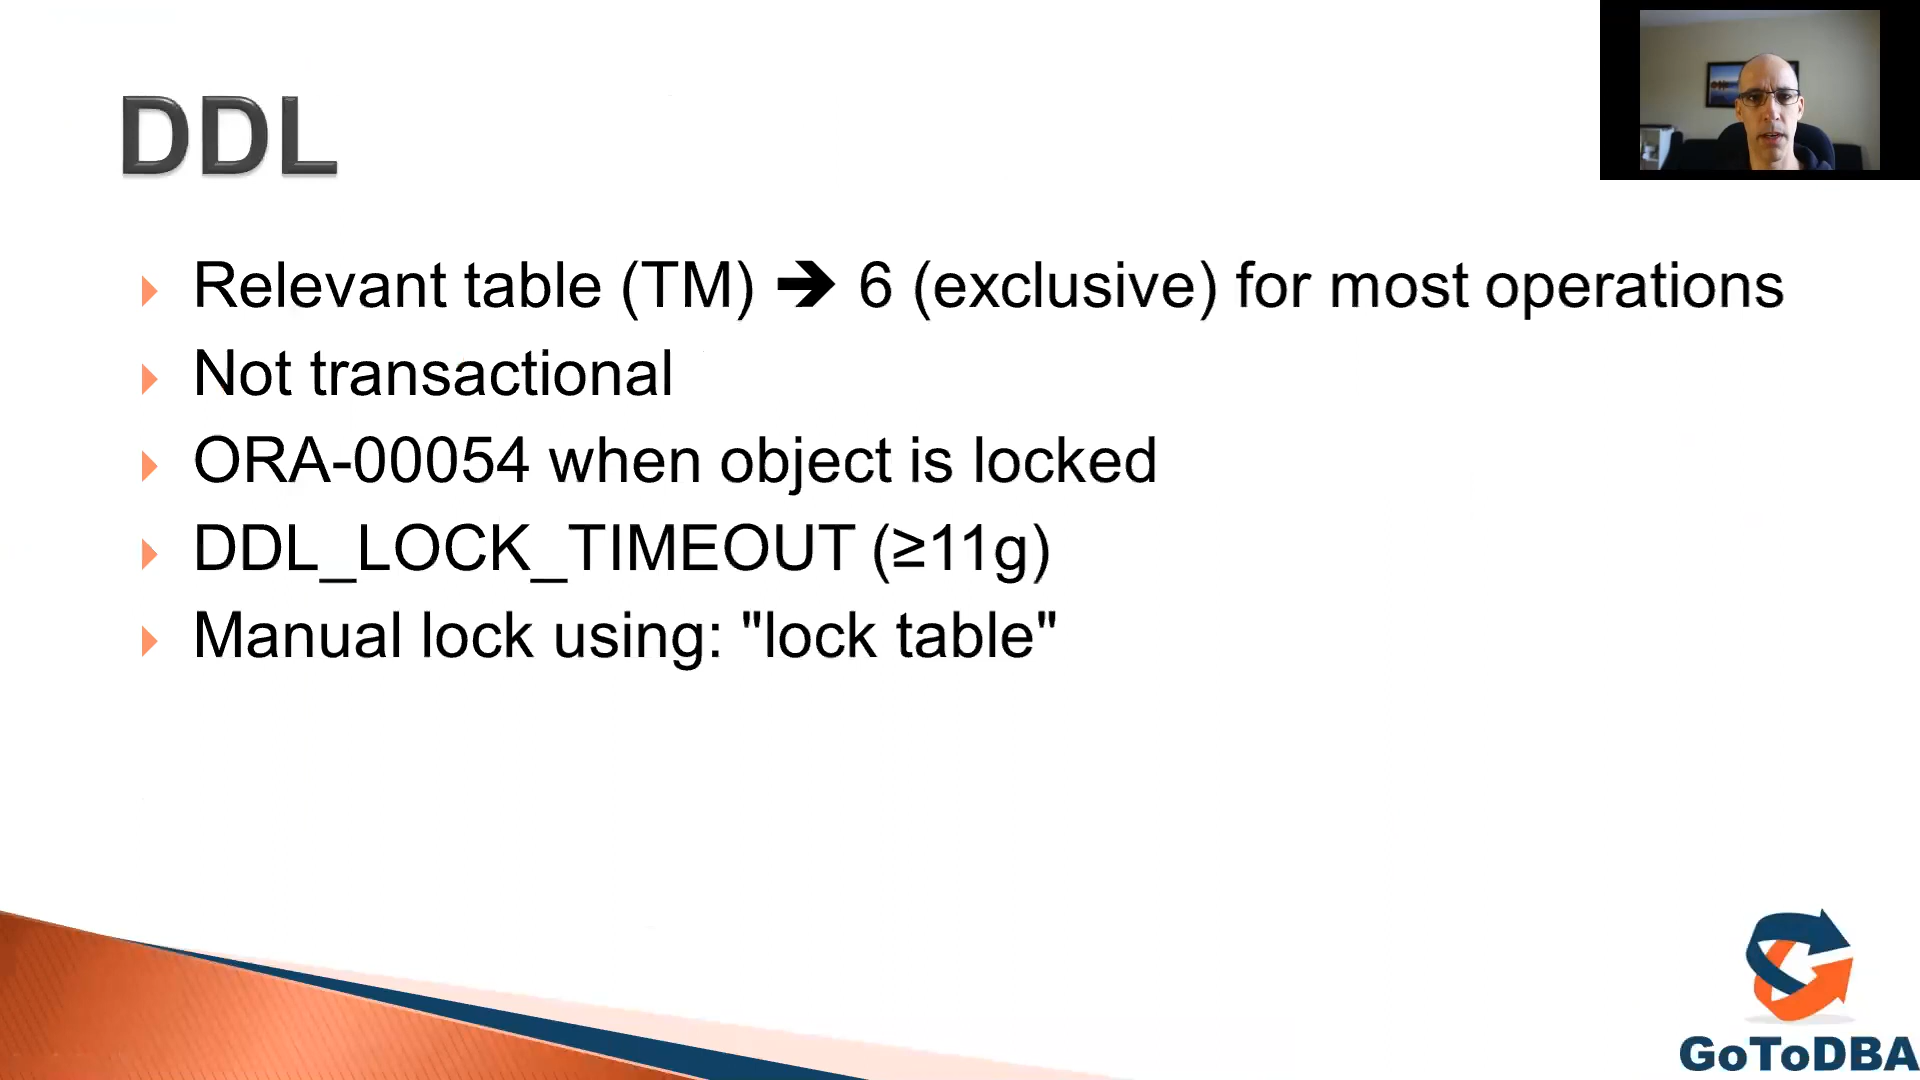 DDL
Relevant table (TM) 🡪 6 (exclusive) for most operations
Not transactional
ORA-00054 when object is locked
DDL_LOCK_TIMEOUT (≥11g)
Manual lock using: "lock table"
GoToDBA